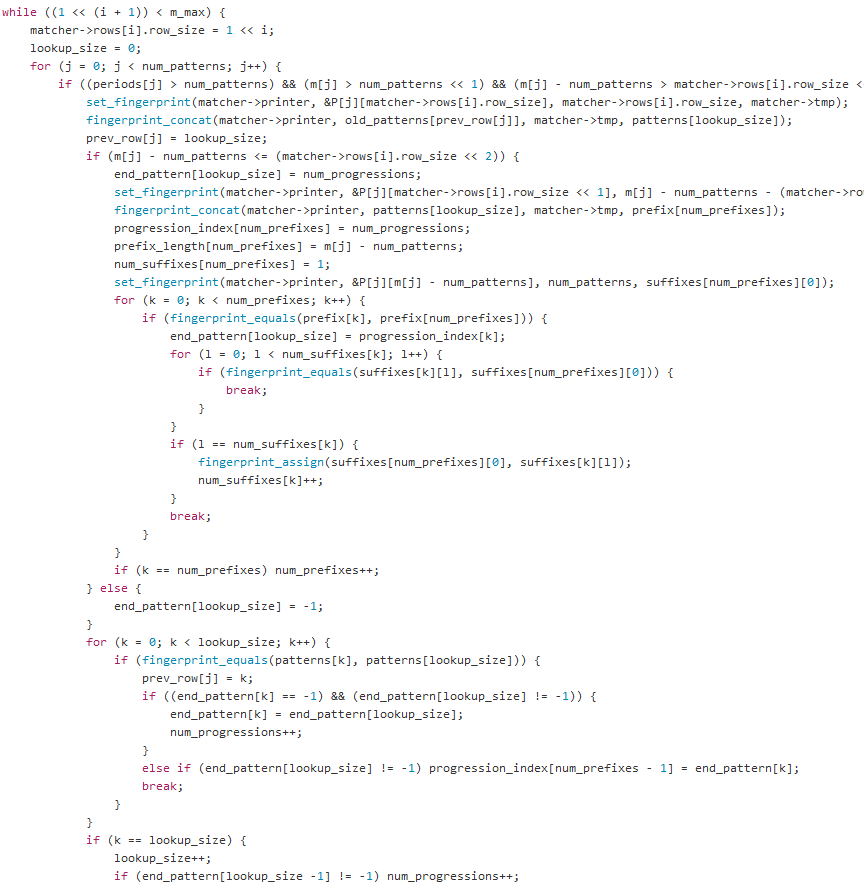 while ((1 << (i + 1)) < m_max) {
    matcher->rows[i].row_size = 1 << i;
    lookup_size = 0;
    for (j = 0; j < num_patterns; j++) {
        if ((periods[j] > num_patterns) && (m[j] > num_patterns << 1) && (m[j] - num_patterns > matcher->rows[i].row_size <
            set_fingerprint(matcher->printer, &P[j][matcher->rows[i].row_size], matcher->rows[i].row_size, matcher->tmp);
            fingerprint_concat(matcher->printer, old_patterns[prev_row[j]], matcher->tmp, patterns[lookup_size]);
            prev_row[j] = lookup_size;
            if (m[j] - num_patterns <= (matcher->rows[i].row_size << 2)) {
                end_pattern[lookup_size] = num_progressions;
                set_fingerprint(matcher->printer, &P[j][matcher->rows[i].row_size << 1], m[j] - num_patterns - (matcher->ro
                fingerprint_concat(matcher->printer, patterns[lookup_size], matcher->tmp, prefix[num_prefixes]);
                progression_index[num_prefixes] = num_progressions;
                prefix_length[num_prefixes] = m[j] - num_patterns;
                num_suffixes[num_prefixes] = 1;
                set_fingerprint(matcher->printer, &P[j][m[j] - num_patterns], num_patterns, suffixes[num_prefixes][0]);
                for (k = 0; k < num_prefixes; k++) {
                    if (fingerprint_equals(prefix[k], prefix[num_prefixes])) {
                        end_pattern[lookup_size] = progression_index[k];
                        for (l = 0; l < num_suffixes[k]; l++) {
                            if (fingerprint_equals(suffixes[k][l], suffixes[num_prefixes][0])) {
                                break;
                            }
                        }
                        if (l == num_suffixes[k]) {
                            fingerprint_assign(suffixes[num_prefixes][0], suffixes[k][l]);
                            num_suffixes[k]++;
                        }
                        break;
                    }
                }
                if (k == num_prefixes) num_prefixes++;
            } else {
                end_pattern[lookup_size] = -1;
            }
            for (k = 0; k < lookup_size; k++) {
                if (fingerprint_equals(patterns[k], patterns[lookup_size])) {
                    prev_row[j] = k;
                    if ((end_pattern[k] == -1) && (end_pattern[lookup_size] != -1)) {
                        end_pattern[k] = end_pattern[lookup_size];
                        num_progressions++;
                    }
                    else if (end_pattern[lookup_size] != -1) progression_index[num_prefixes - 1] = end_pattern[k];
                    break;
                }
            }
            if (k == lookup_size) {
                lookup_size++;
                if (end_pattern[lookup_size -1] != -1) num_progressions++;